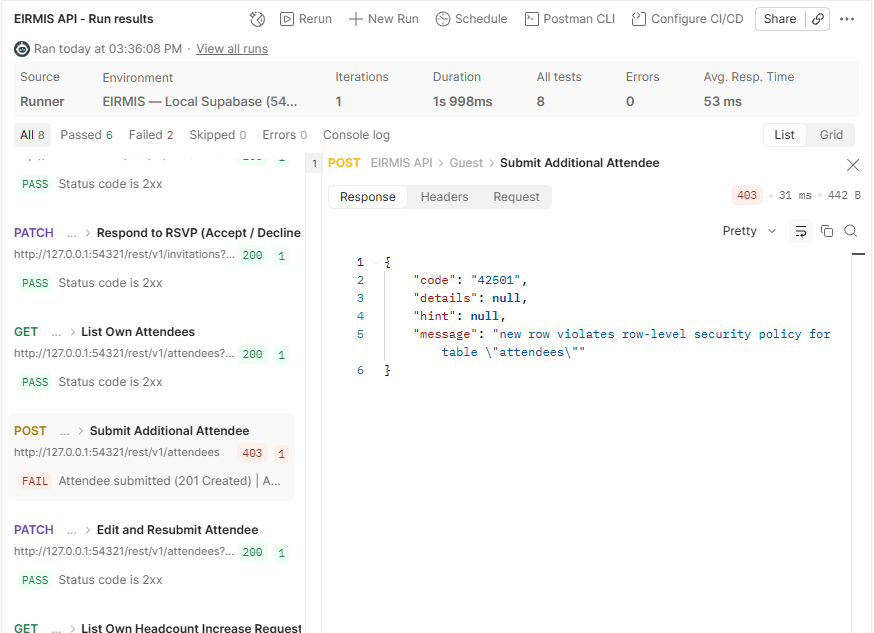 EIRMIS API - Run results
Rerun
New Run
Schedule
Postman CLI
Configure CI/CD
Share
Ran today at 03:36:08 PM · View all runs
Source Environment Iterations Duration All tests Errors Avg. Resp. Time
Runner EIRMIS — Local Supabase (54... 1 1s 998ms 8 0 53 ms
All 8 Passed 6 Failed 2 Skipped 0 Errors 0 Console log
List Grid
PASS Status code is 2xx
PATCH ... > Respond to RSVP (Accept / Decline
http://127.0.0.1:54321/rest/v1/invitations?... 200 1
PASS Status code is 2xx
GET ... > List Own Attendees
http://127.0.0.1:54321/rest/v1/attendees?... 200 1
PASS Status code is 2xx
POST ... > Submit Additional Attendee
http://127.0.0.1:54321/rest/v1/attendees 403 1
FAIL Attendee submitted (201 Created) | A...
PATCH ... > Edit and Resubmit Attendee
http://127.0.0.1:54321/rest/v1/attendees?... 200 1
PASS Status code is 2xx
GET ... > List Own Headcount Increase Request
1
POST EIRMIS API > Guest > Submit Additional Attendee
Response Headers Request
403 • 31 ms • 442 B
Pretty
1 {
2 "code": "42501",
3 "details": null,
4 "hint": null,
5 "message": "new row violates row-level security policy for
table \"attendees\""
6 }